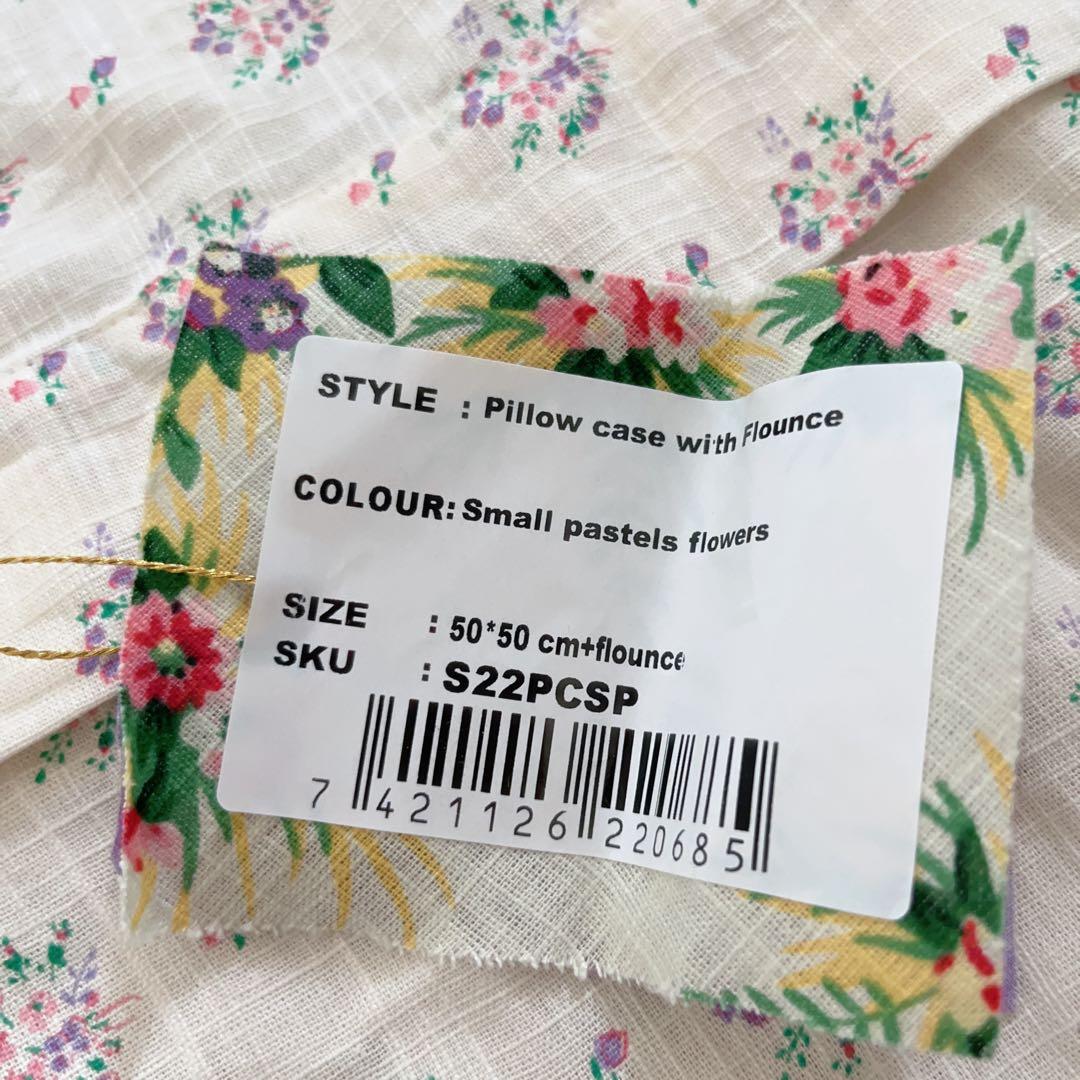 STYLE : Pillow case with Flounce
COLOUR: Small pastels flowers
SIZE : 50*50 cm+flounce
SKU : S22PCSP
7 421126 220685